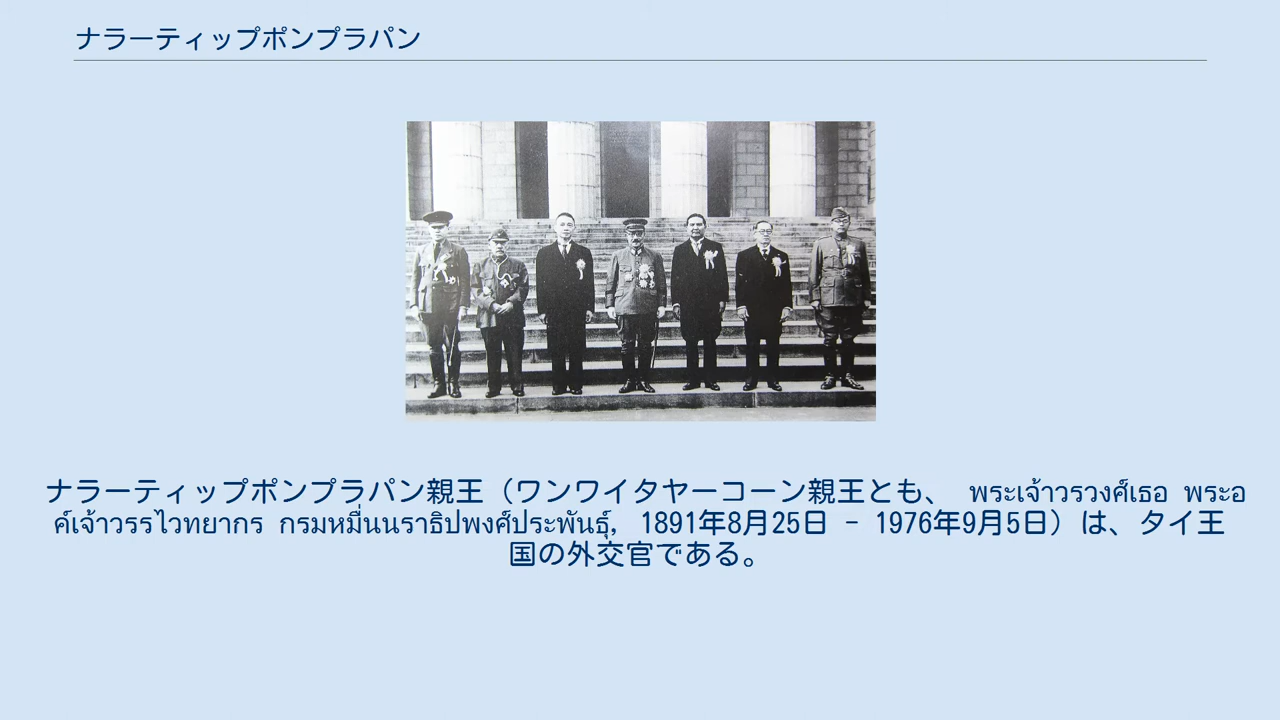 ナラーティップポンプラパン
ナラーティップポンプラパン親王（ワンワイタヤーコーン親王とも、 พระเจ้าวรวงศ์เธอ พระอ
ค์เจ้าวรรไวทยากร กรมหมื่นนราธิปพงศ์ประพันธุ์, 1891年8月25日 - 1976年9月5日）は、タイ王
国の外交官である。